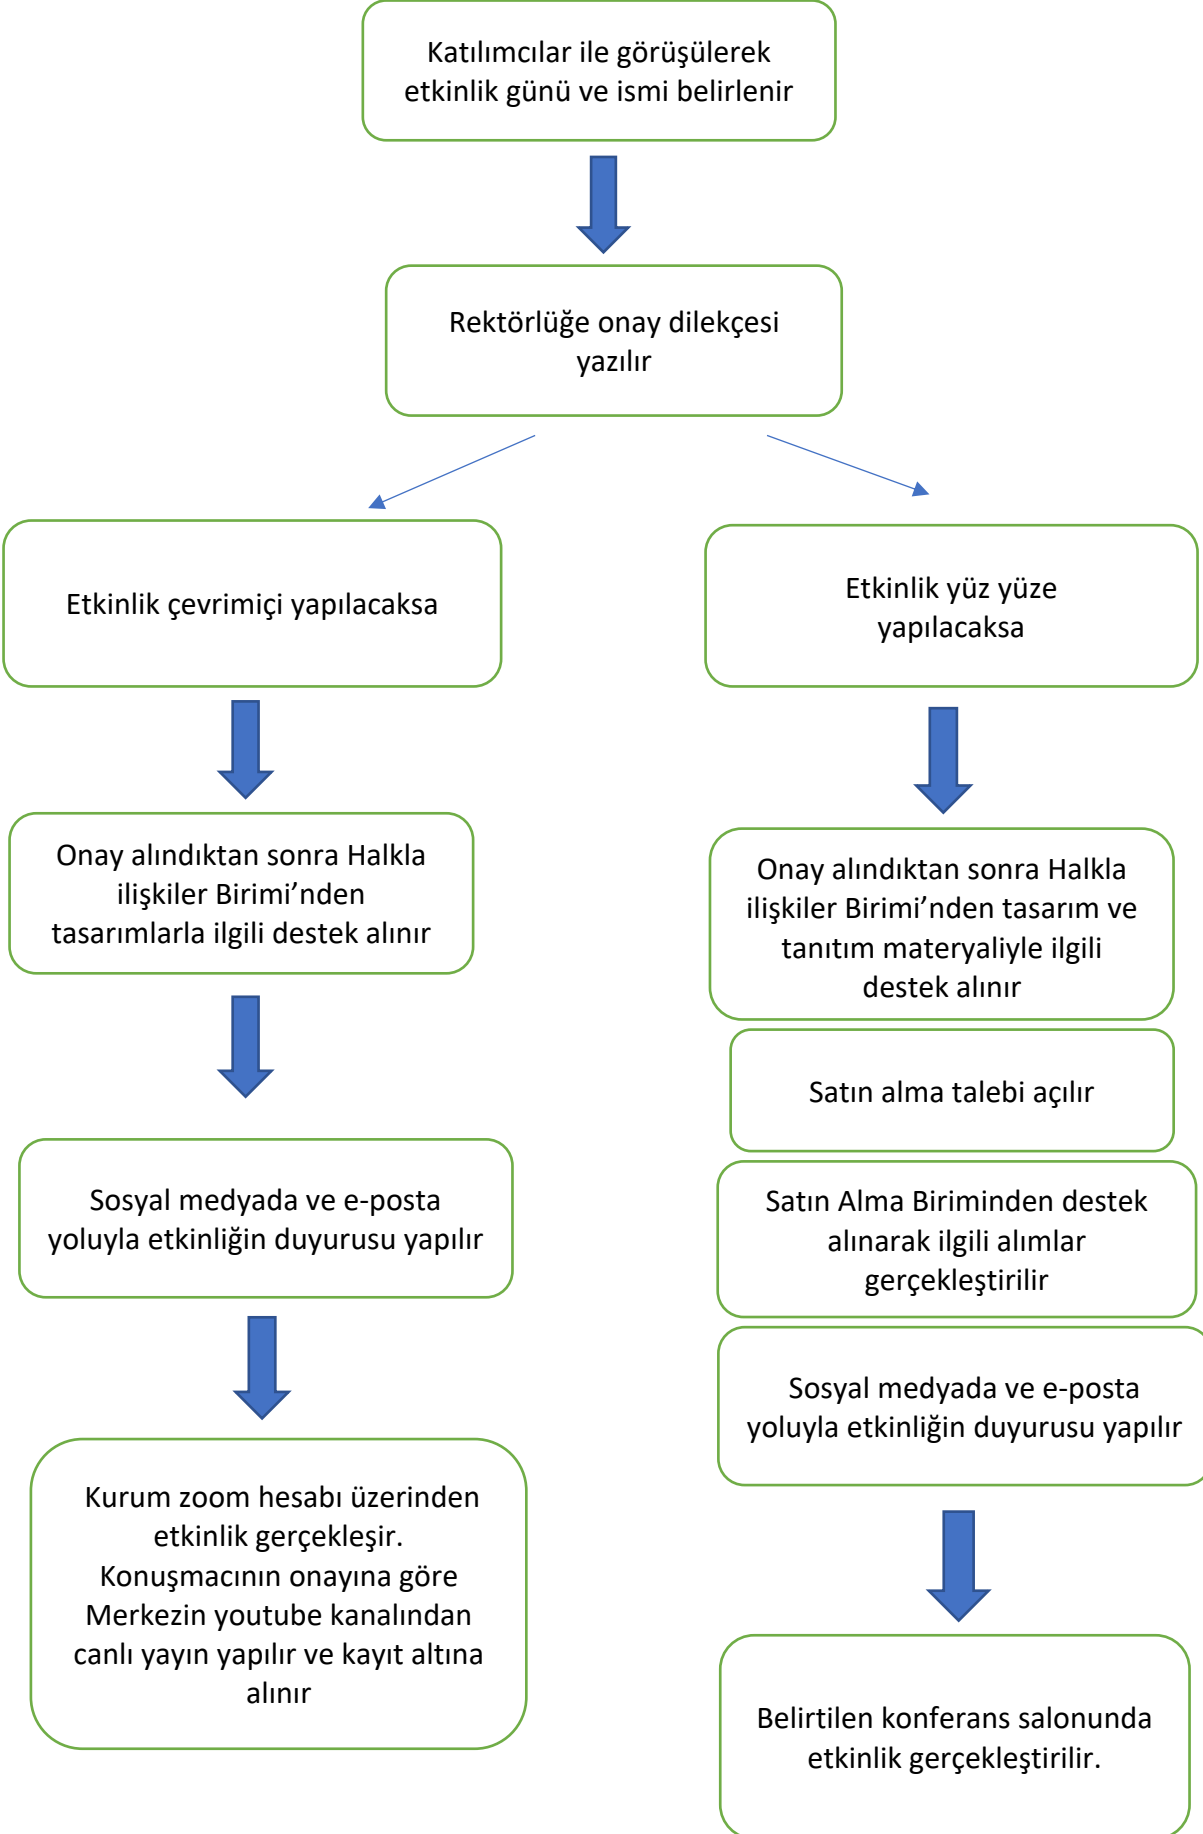 Katılımcılar ile görüşülerek
etkinlik günü ve ismi belirlenir
Rektörlüğe onay dilekçesi
yazılır
Etkinlik çevrimiçi yapılacaksa
Onay alındıktan sonra Halkla
ilişkiler Birimi’nden
tasarımlarla ilgili destek alınır
Sosyal medyada ve e-posta
yoluyla etkinliğin duyurusu yapılır
Kurum zoom hesabı üzerinden
etkinlik gerçekleşir.
Konuşmacının onayına göre
Merkezin youtube kanalından
canlı yayın yapılır ve kayıt altına
alınır
Etkinlik yüz yüze
yapılacaksa
Onay alındıktan sonra Halkla
ilişkiler Birimi’nden tasarım ve
tanıtım materyaliyle ilgili
destek alınır
Satın alma talebi açılır
Satın Alma Biriminden destek
alınarak ilgili alımlar
gerçekleştirilir
Sosyal medyada ve e-posta
yoluyla etkinliğin duyurusu yapılır
Belirtilen konferans salonunda
etkinlik gerçekleştirilir.